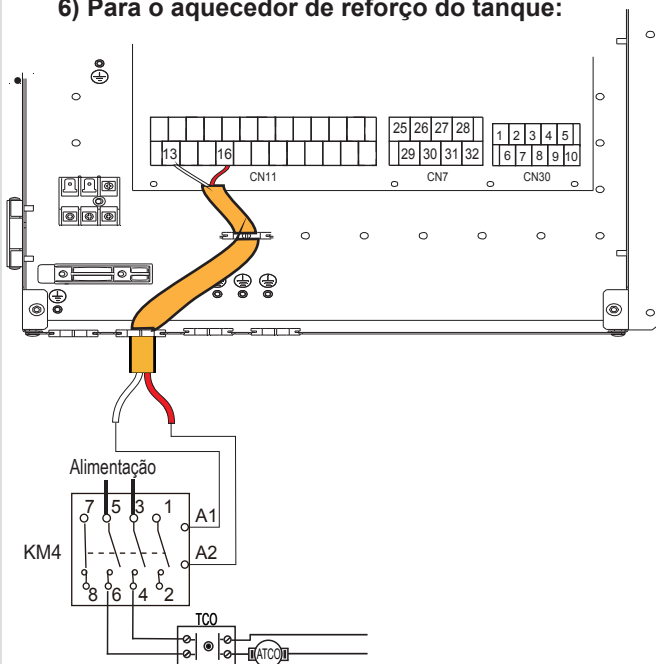 6) Para o aquecedor de reforço do tanque:
25 26 27 28
1 2 3 4 5
13 16
29 30 31 32
6 7 8 9 10
CN11 CN7 CN30
Alimentação
7 5 3 1
A1
KM4
A2
8 6 4 2
TCO
ATCO